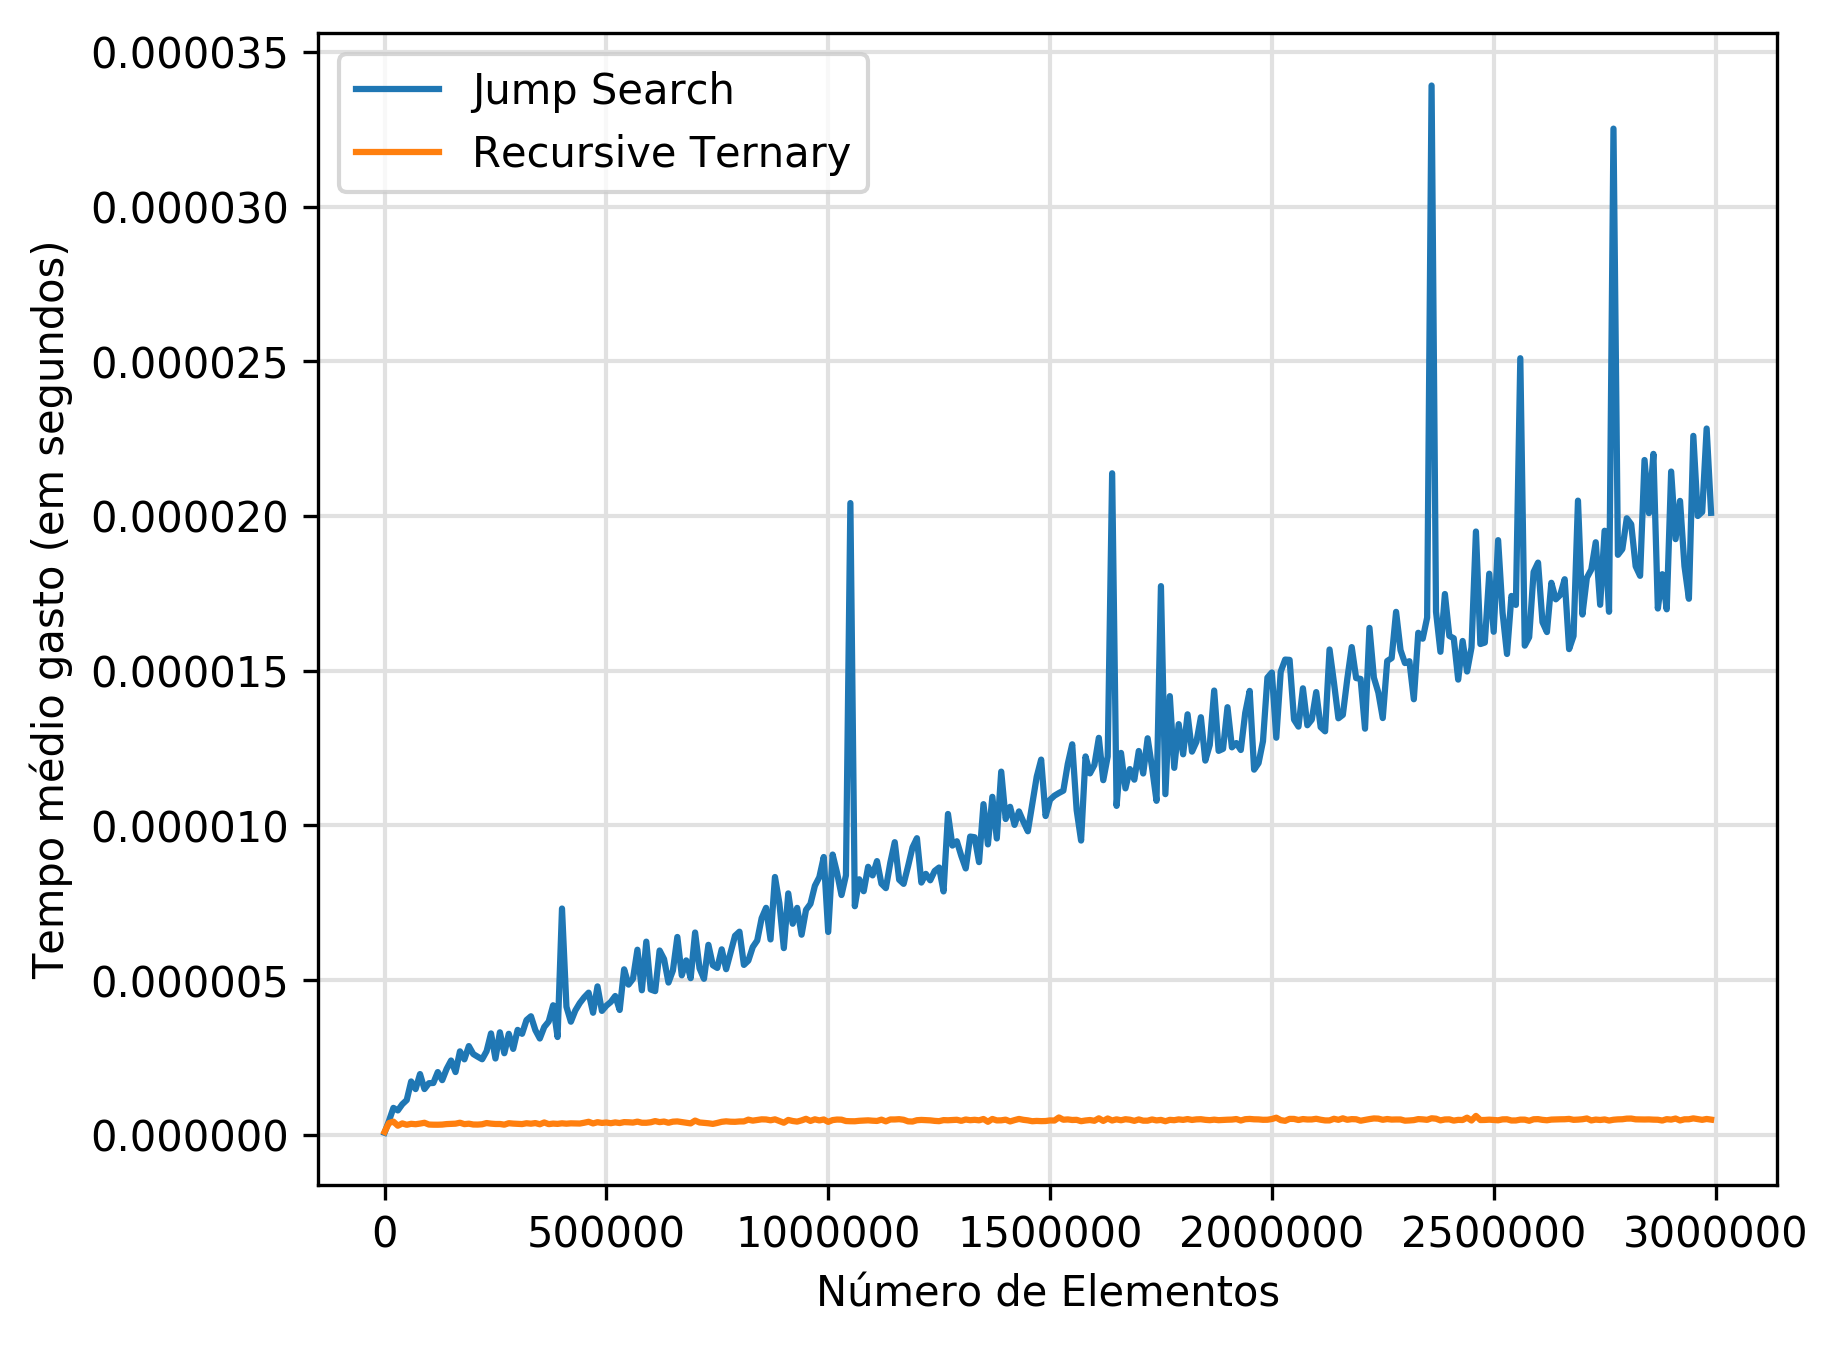 Jump Search
Recursive Ternary
0.000035
0.000030
0.000025
0.000020
0.000015
0.000010
0.000005
0.000000
Tempo médio gasto (em segundos)
0 500000 1000000 1500000 2000000 2500000 3000000
Número de Elementos